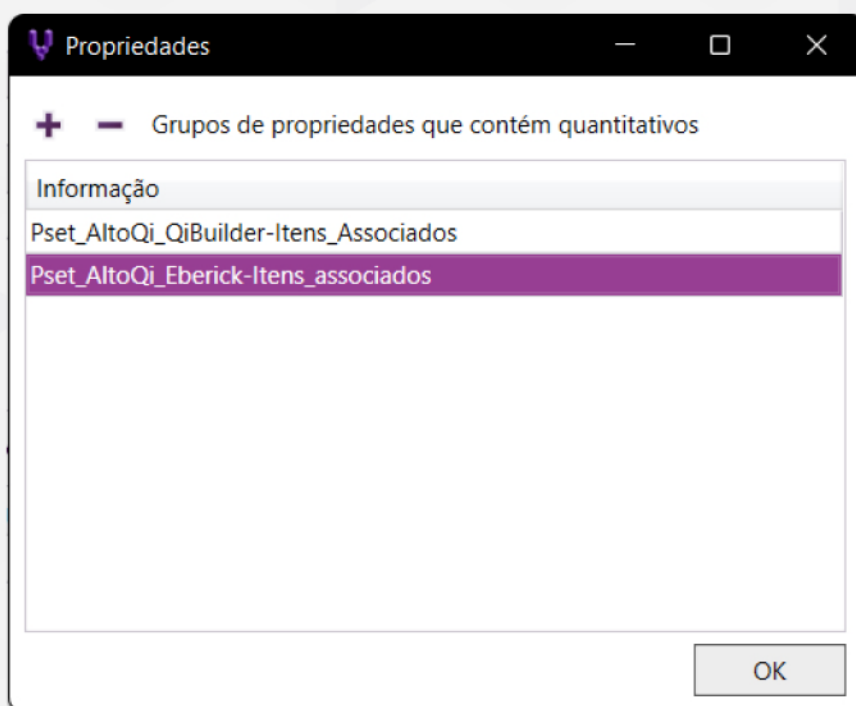 Propriedades
Grupos de propriedades que contém quantitativos
Informação
Pset_AltoQi_QiBuilder-Itens_Associados
Pset_AltoQi_Eberick-Itens_associados
OK